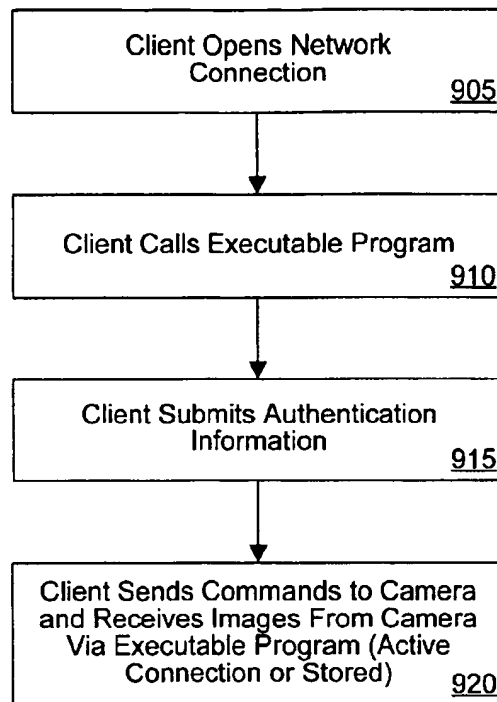 Client Opens Network
Connection
905
Client Calls Executable Program
910
Client Submits Authentication
Information
915
Client Sends Commands to Camera
and Receives Images From Camera
Via Executable Program (Active
Connection or Stored)
920